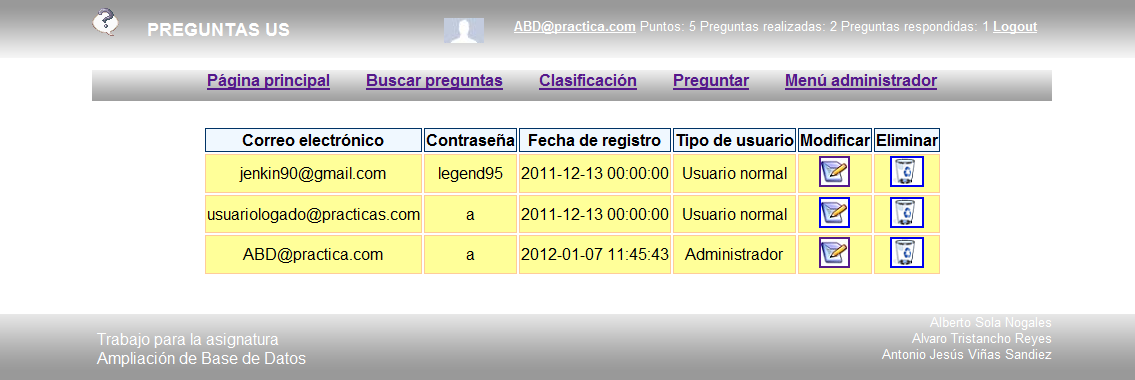 PREGUNTAS US
ABD@practica.com Puntos: 5 Preguntas realizadas: 2 Preguntas respondidas: 1 Logout
Página principal Buscar preguntas Clasificación Preguntar Menú administrador
Correo electrónico Contraseña Fecha de registro Tipo de usuario Modificar Eliminar
jenkin90@gmail.com legend95 2011-12-13 00:00:00 Usuario normal
usuariologado@practicas.com a 2011-12-13 00:00:00 Usuario normal
ABD@practica.com a 2012-01-07 11:45:43 Administrador
Trabajo para la asignatura
Ampliación de Base de Datos
Alberto Sola Nogales
Alvaro Tristancho Reyes
Antonio Jesús Viñas Sandiez